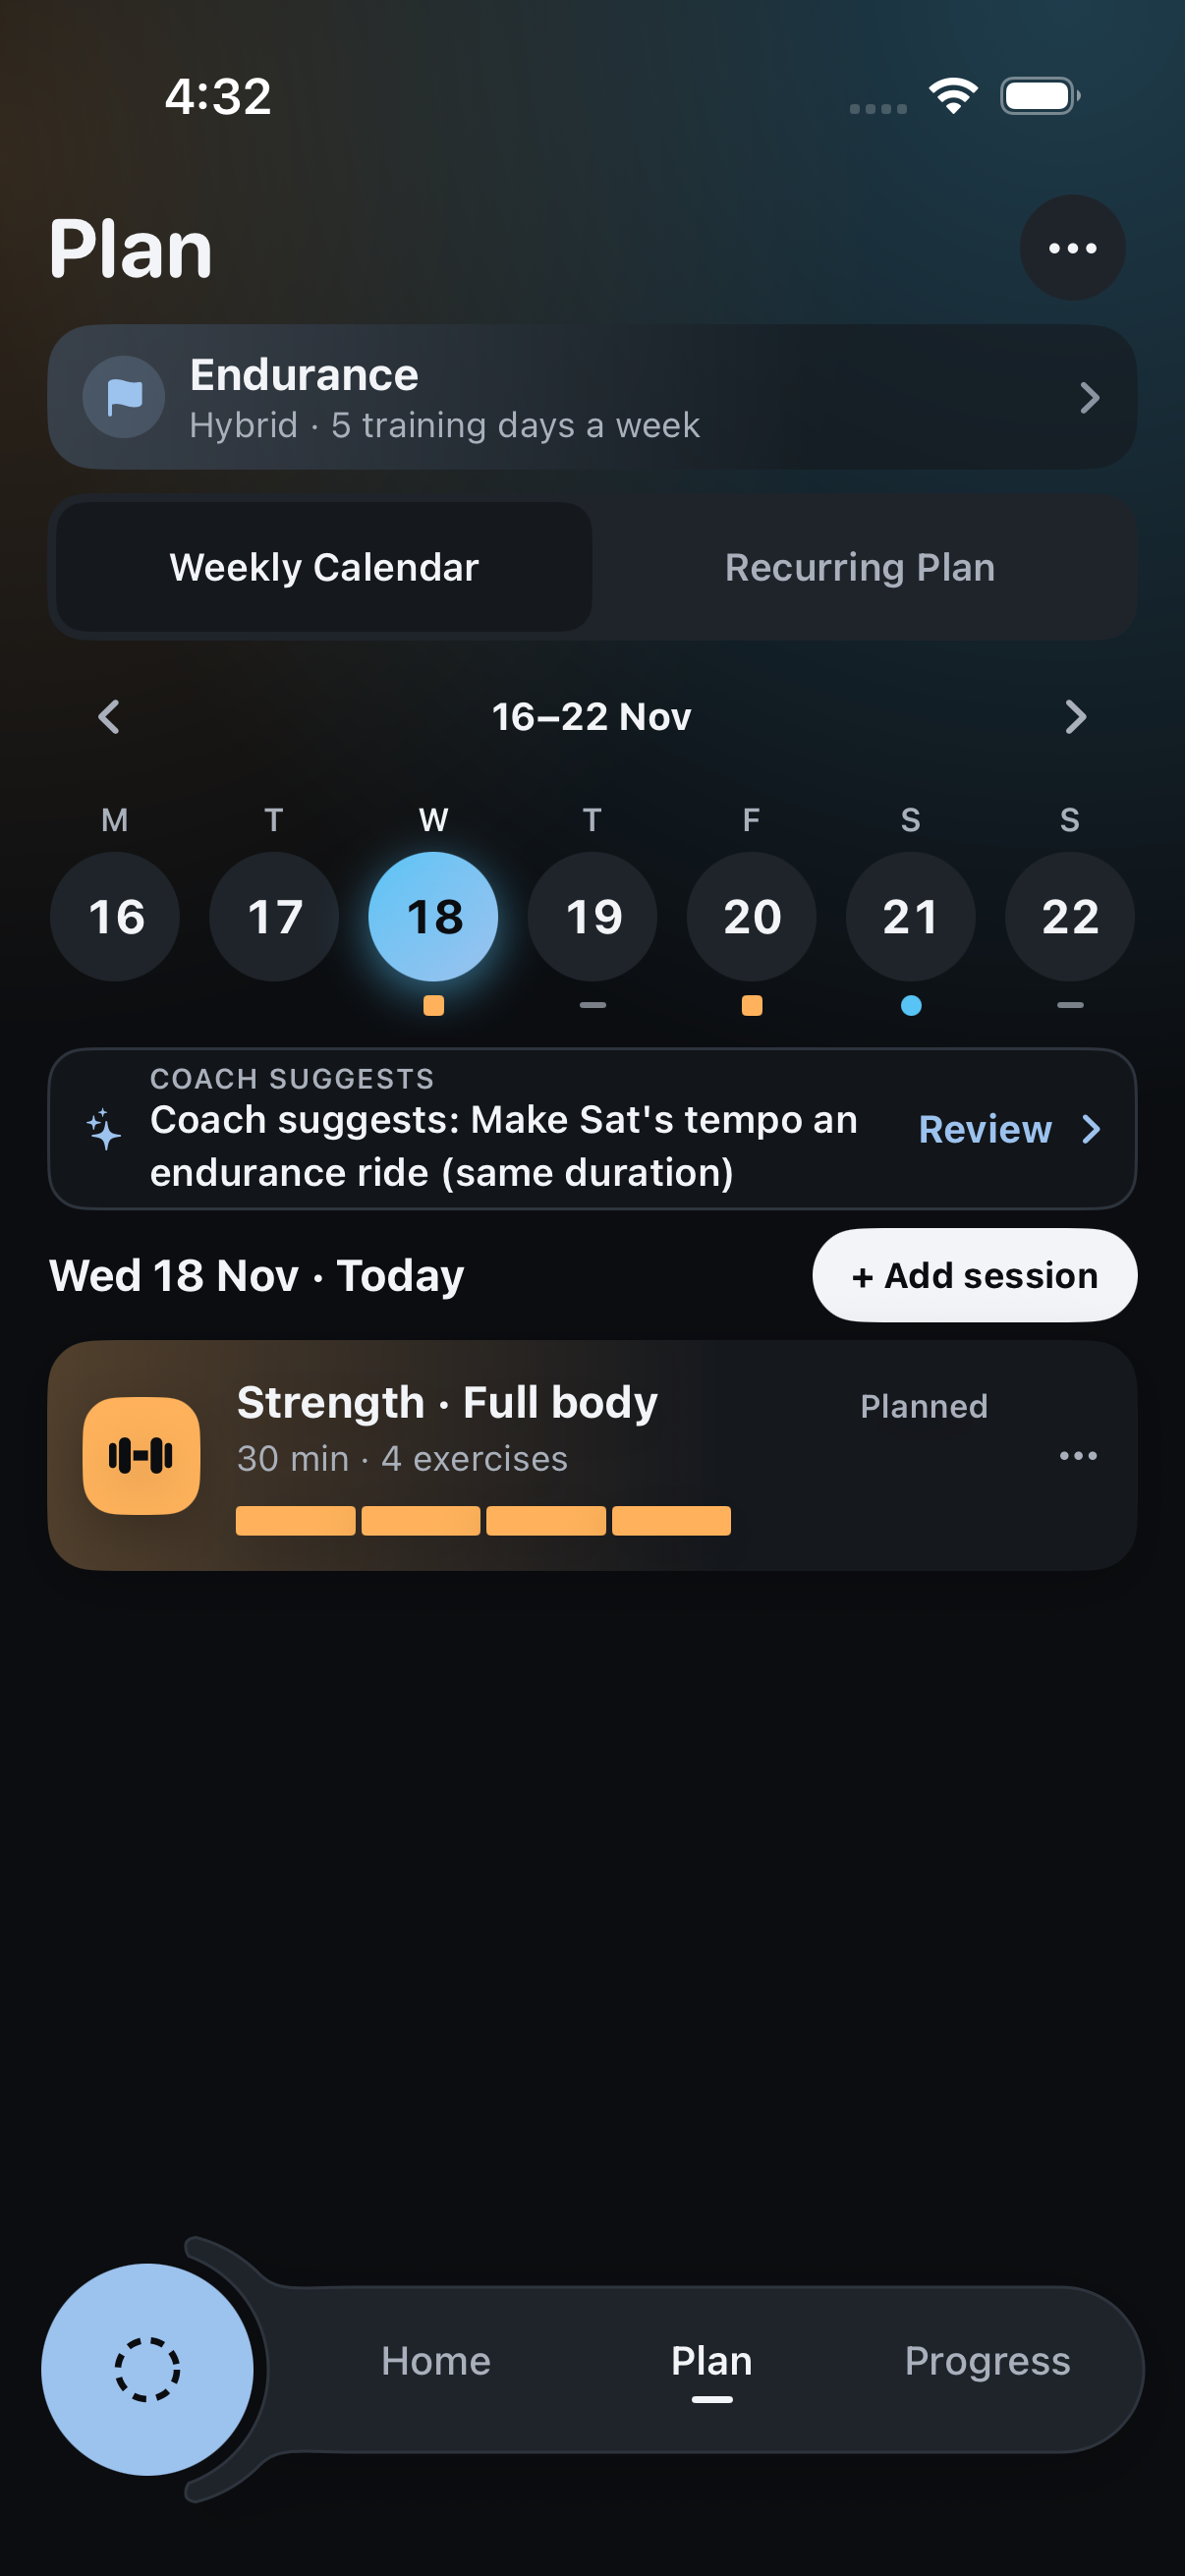 4:32
Plan
Endurance
Hybrid · 5 training days a week
Weekly Calendar
Recurring Plan
16–22 Nov
M T W T F S S
16 17 18 19 20 21 22
COACH SUGGESTS
Coach suggests: Make Sat's tempo an
endurance ride (same duration)
Review
Wed 18 Nov · Today
+ Add session
Strength · Full body
Planned
30 min · 4 exercises
Home
Plan
Progress